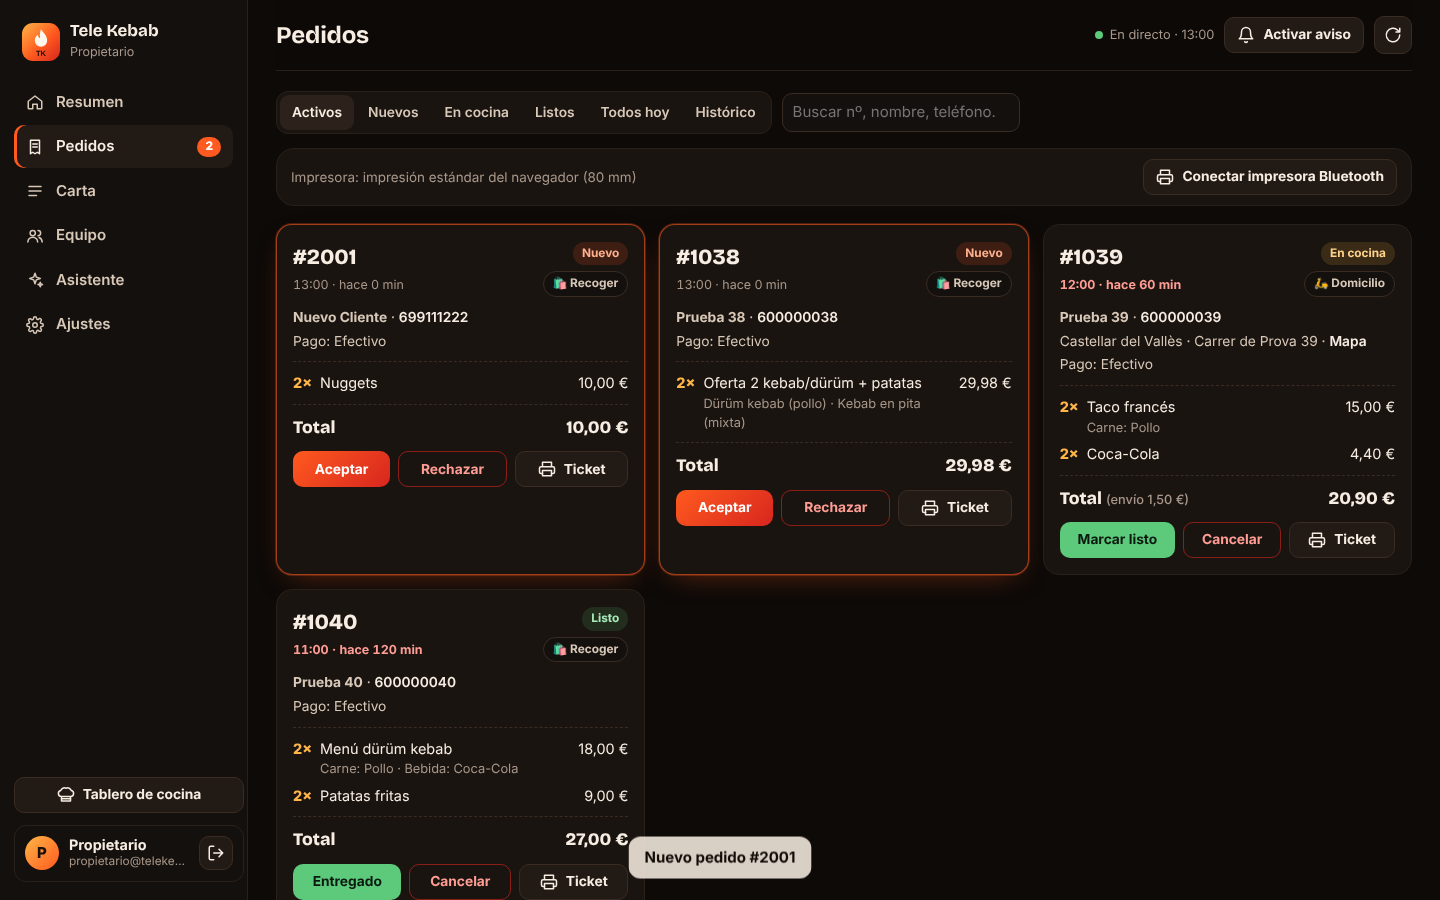 Tele Kebab
Propietario
TK
Resumen
Pedidos 2
Carta
Equipo
Asistente
Ajustes
Tablero de cocina
P
Propietario
propietario@teleke...
Pedidos
En directo · 13:00
Activar aviso
Activos Nuevos En cocina Listos Todos hoy Histórico
Buscar nº, nombre, teléfono.
Impresora: impresión estándar del navegador (80 mm)
Conectar impresora Bluetooth
#2001
Nuevo
13:00 · hace 0 min
Recoger
Nuevo Cliente · 699111222
Pago: Efectivo
2× Nuggets 10,00 €
Total 10,00 €
Aceptar Rechazar Ticket
#1038
Nuevo
13:00 · hace 0 min
Recoger
Prueba 38 · 600000038
Pago: Efectivo
2× Oferta 2 kebab/dürüm + patatas 29,98 €
Dürüm kebab (pollo) · Kebab en pita
(mixta)
Total 29,98 €
Aceptar Rechazar Ticket
#1039
En cocina
12:00 · hace 60 min
Domicilio
Prueba 39 · 600000039
Castellar del Vallès · Carrer de Prova 39 · Mapa
Pago: Efectivo
2× Taco francés 15,00 €
Carne: Pollo
2× Coca-Cola 4,40 €
Total (envío 1,50 €) 20,90 €
Marcar listo Cancelar Ticket
#1040
Listo
11:00 · hace 120 min
Recoger
Prueba 40 · 600000040
Pago: Efectivo
2× Menú dürüm kebab 18,00 €
Carne: Pollo · Bebida: Coca-Cola
2× Patatas fritas 9,00 €
Total 27,00 €
Entregado Cancelar Ticket
Nuevo pedido #2001